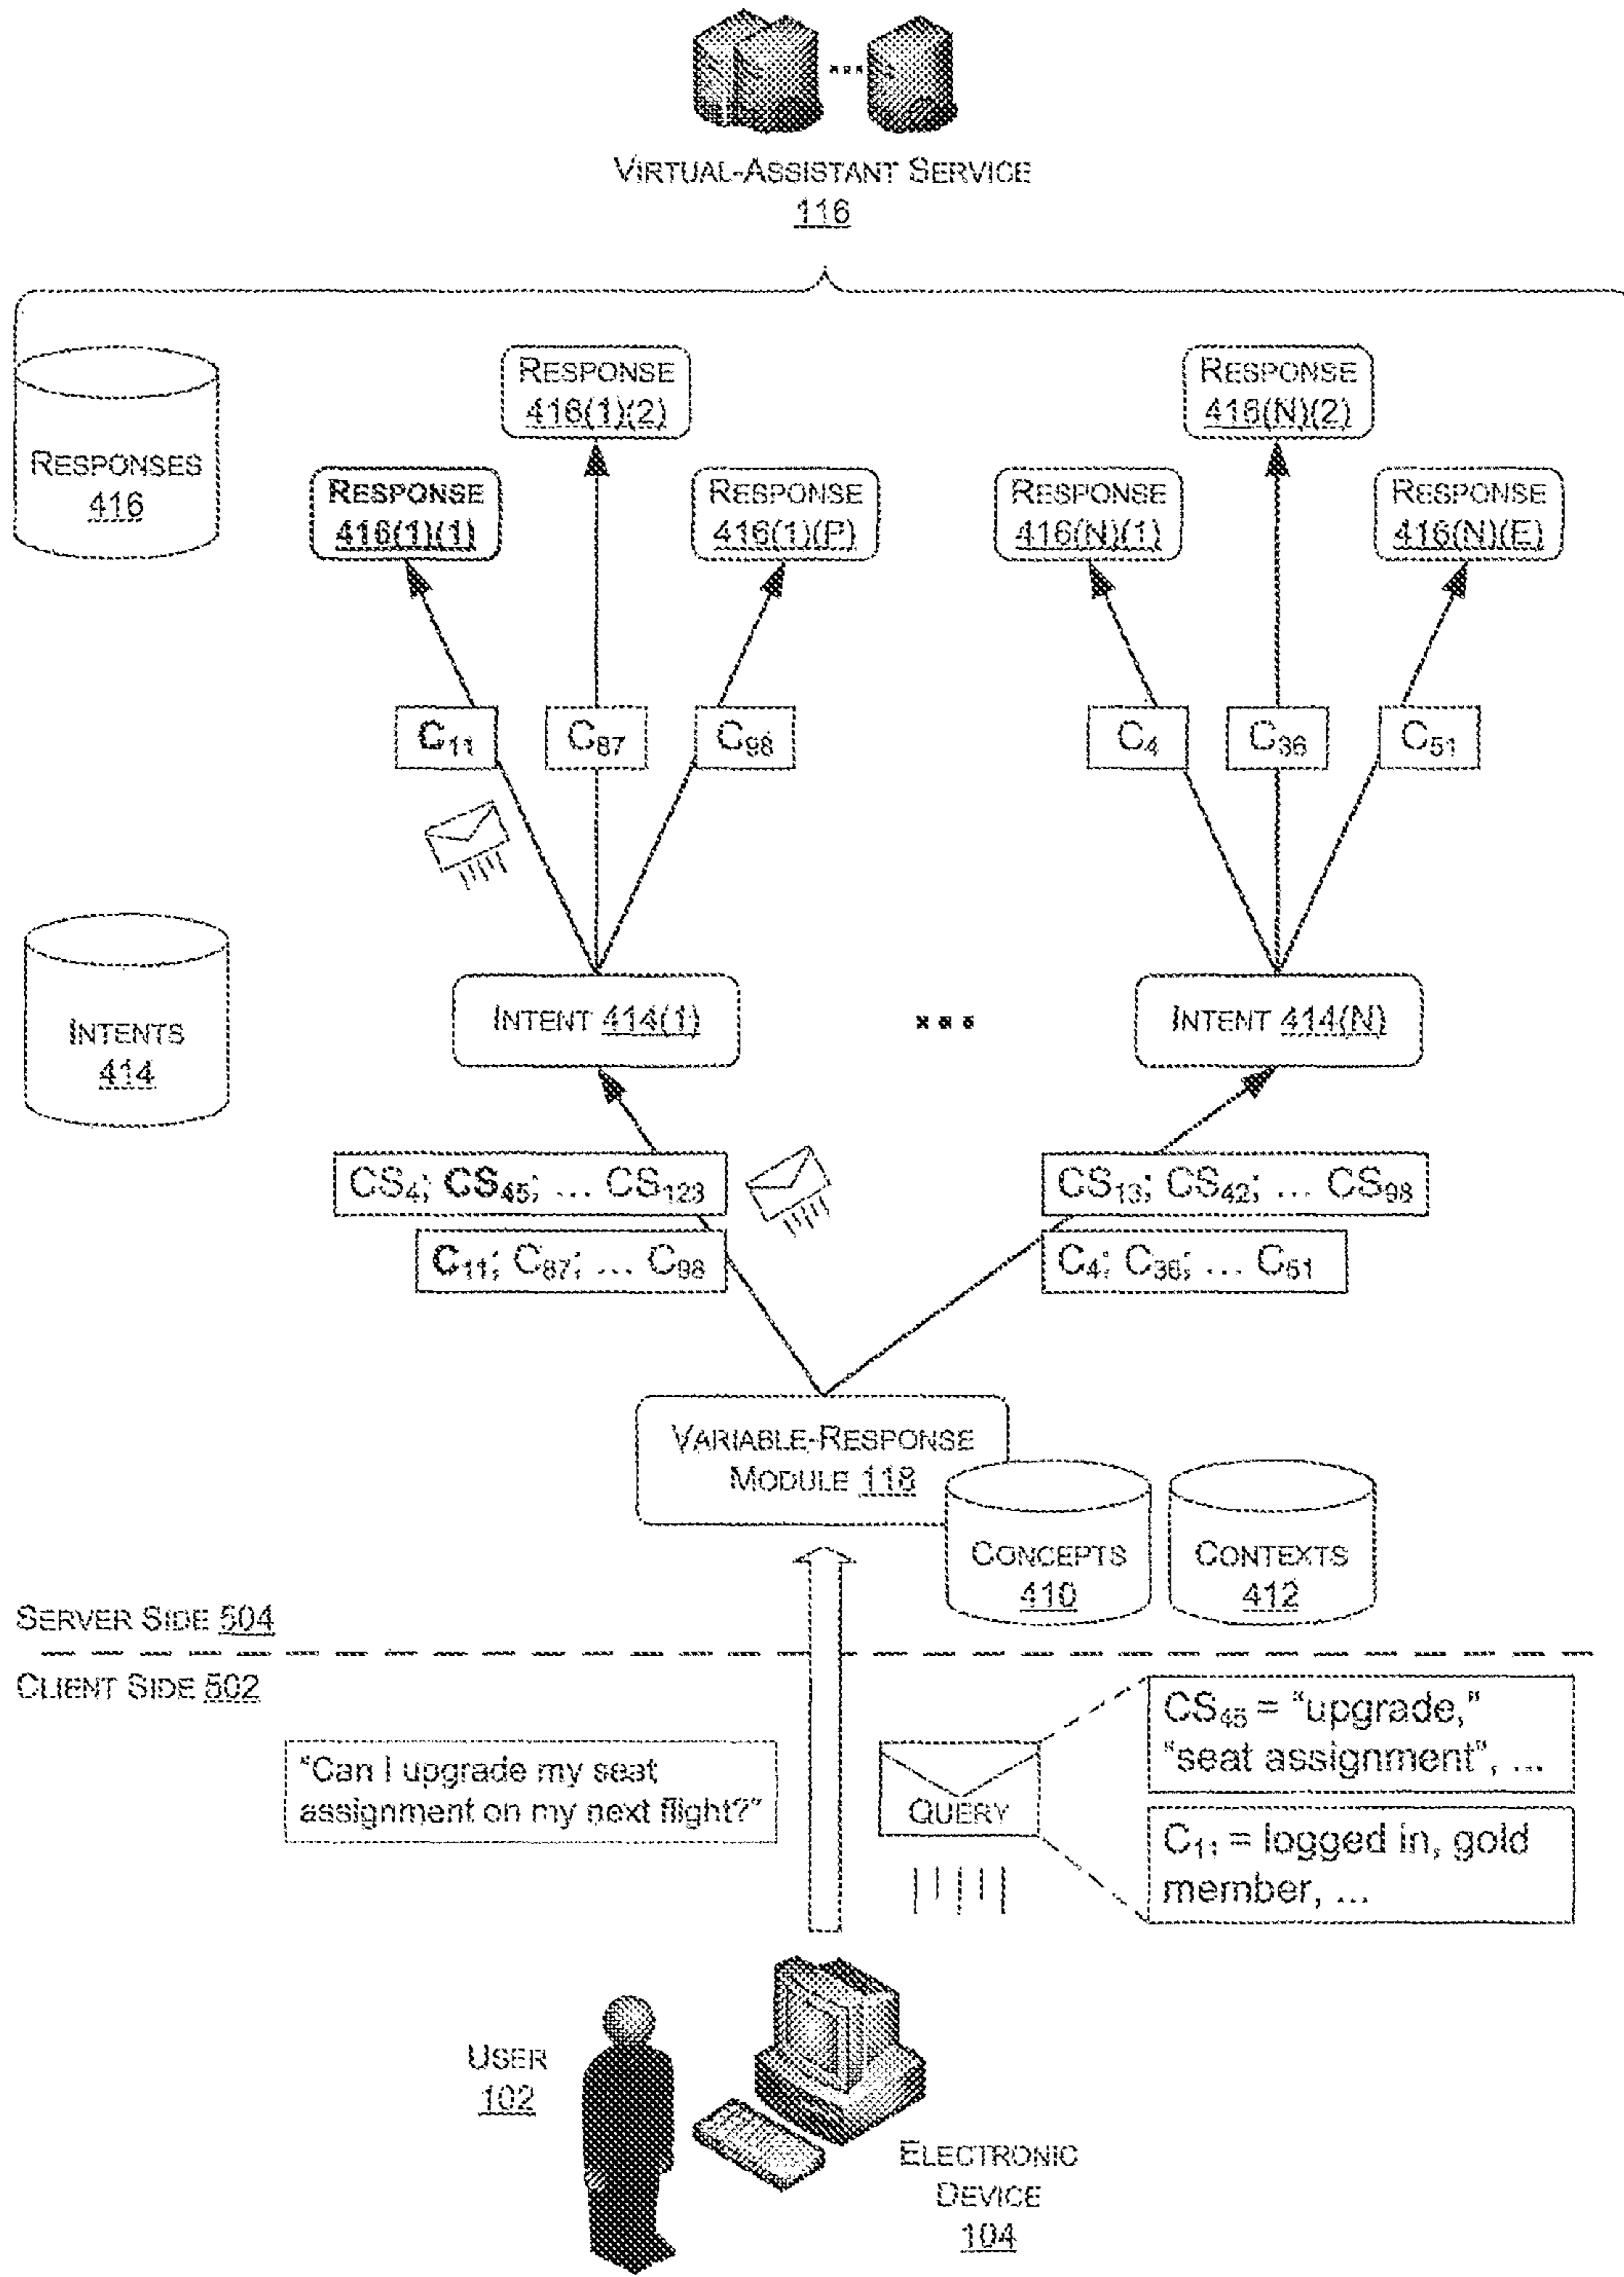 VIRTUAL-ASSISTANT SERVICE
116
RESPONSE
416(1)(2)
RESPONSE
416(N)(2)
RESPONSES
416
RESPONSE
416(1)(1)
RESPONSE
416(1)(P)
RESPONSE
416(N)(1)
RESPONSE
416(N)(E)
C11
C87
C98
C4
C36
C51
INTENTS
414
INTENT 414(1)
...
INTENT 414(N)
CS4; CS45; ... CS123
CS13; CS42; ... CS98
C11; C87; ... C98
C4; C36; ... C51
VARIABLE-RESPONSE
MODULE 118
CONCEPTS
410
CONTEXTS
412
SERVER SIDE 504
CLIENT SIDE 502
"Can I upgrade my seat
assignment on my next flight?"
QUERY
CS45 = "upgrade,"
"seat assignment", ...
C11 = logged in, gold
member, ...
USER
102
ELECTRONIC
DEVICE
104